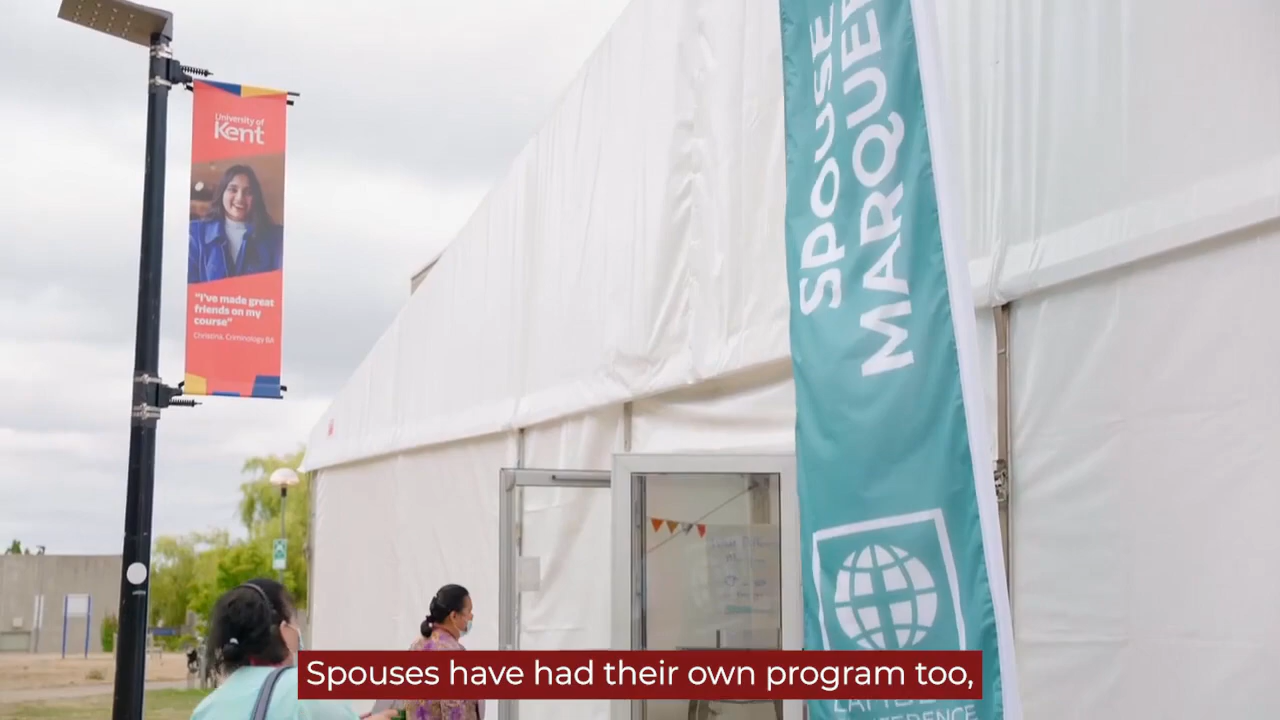 University of
Kent
"I've made great
friends on my
course"
Christina, Criminology BA
SPOUSE
Spouses have had their own program too,